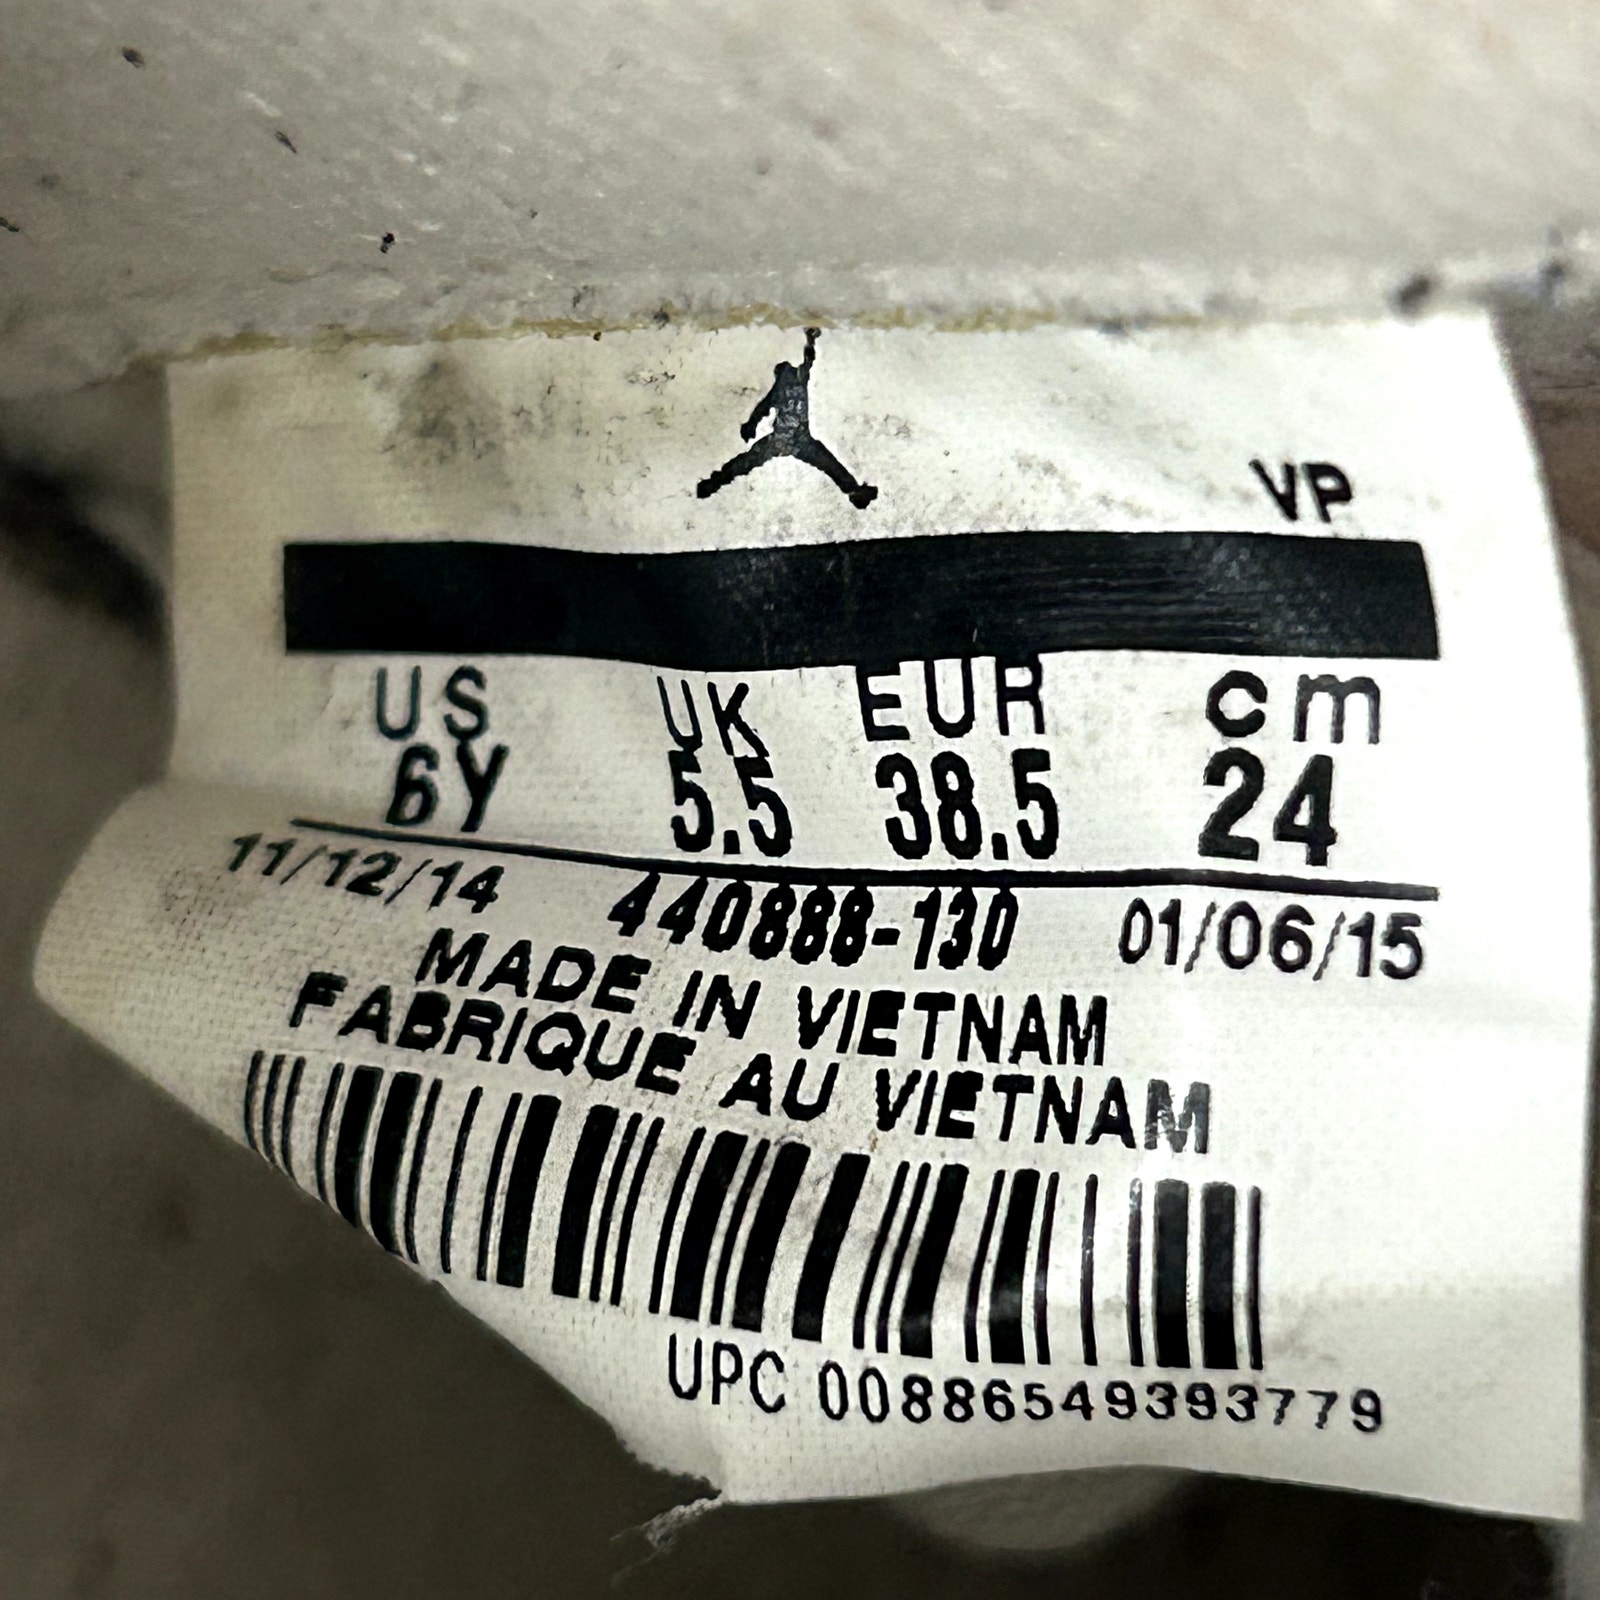 VP
US UK EUR cm
6Y 5.5 38.5 24
11/12/14 440888-130 01/06/15
MADE IN VIETNAM
FABRIQUE AU VIETNAM
UPC 00886549393779